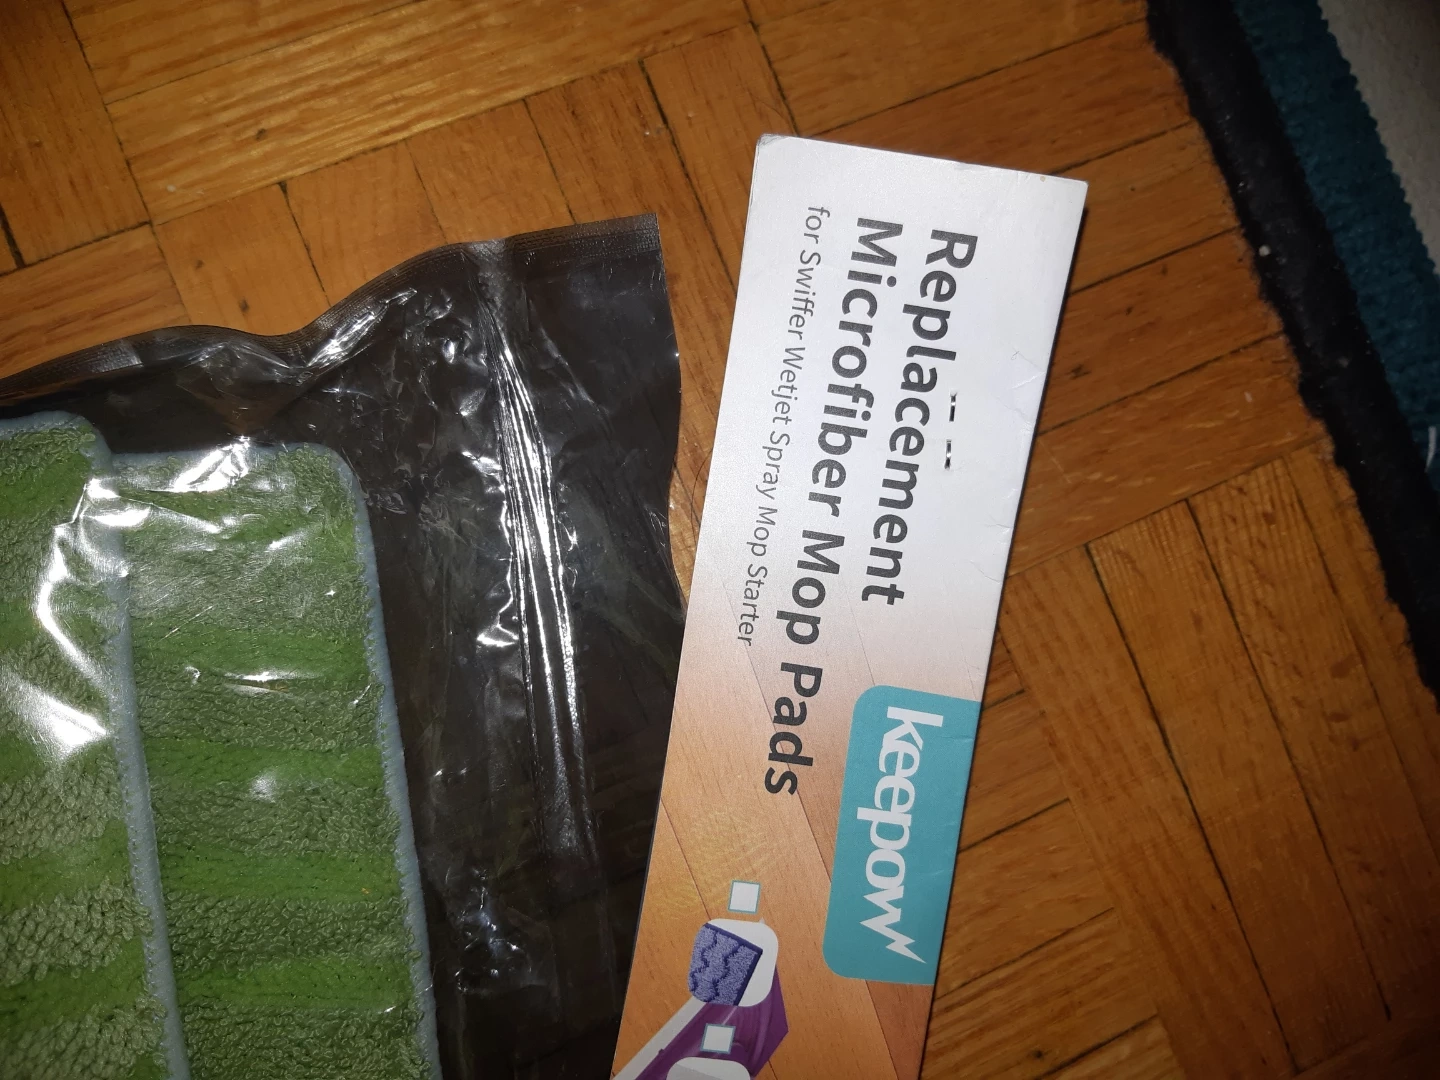 Replacement
Microfiber Mop Pads
for Swiffer Wetjet Spray Mop Starter
keepow